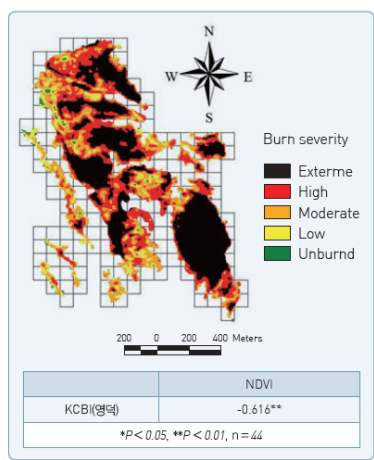 N
W E
S
Burn severity
Exterme
High
Moderate
Low
Unburnd
200 0 200 400 Meters
NDVI
KCBI(영덕) -0.616**
*P < 0.05, **P < 0.01, n = 44